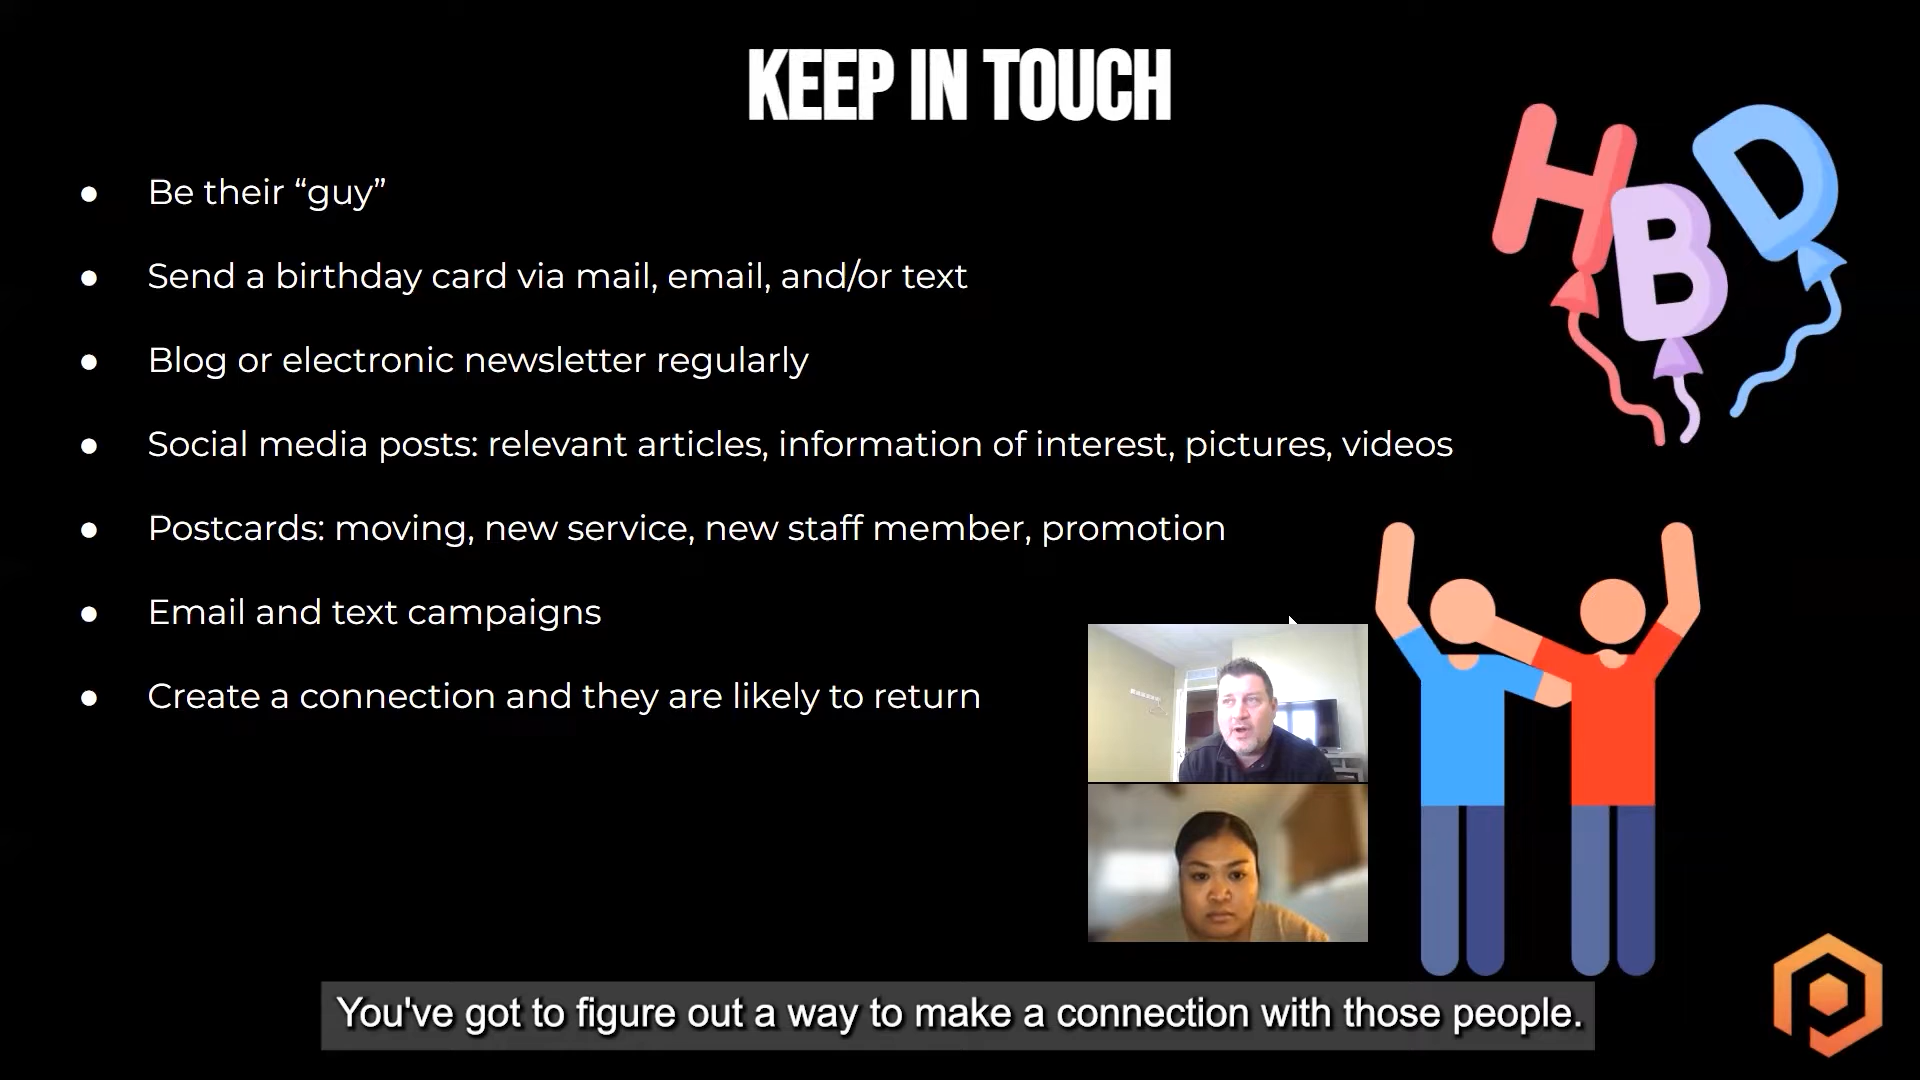 KEEP IN TOUCH
HBD
Be their “guy”
Send a birthday card via mail, email, and/or text
Blog or electronic newsletter regularly
Social media posts: relevant articles, information of interest, pictures, videos
Postcards: moving, new service, new staff member, promotion
Email and text campaigns
Create a connection and they are likely to return
You've got to figure out a way to make a connection with those people.